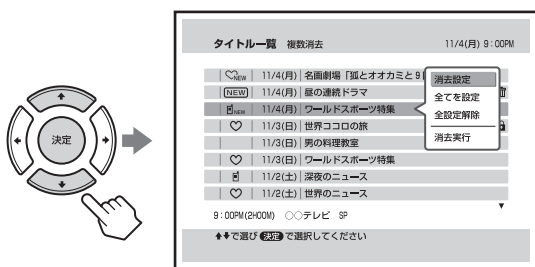 タイトル一覧 複数消去 11/4(月) 9:00PM
NEW 11/4(月) 名画劇場「狐とオオカミと9
NEW 11/4(月) 昼の連続ドラマ
NEW 11/4(月) ワールドスポーツ特集
11/3(日) 世界ココロの旅
11/3(日) 男の料理教室
11/3(日) ワールドスポーツ特集
11/2(土) 深夜のニュース
11/2(土) 世界のニュース
消去設定
全てを設定
全設定解除
消去実行
決定
9:00PM(2H00M) ○○テレビ SP
で選び 決定 で選択してください